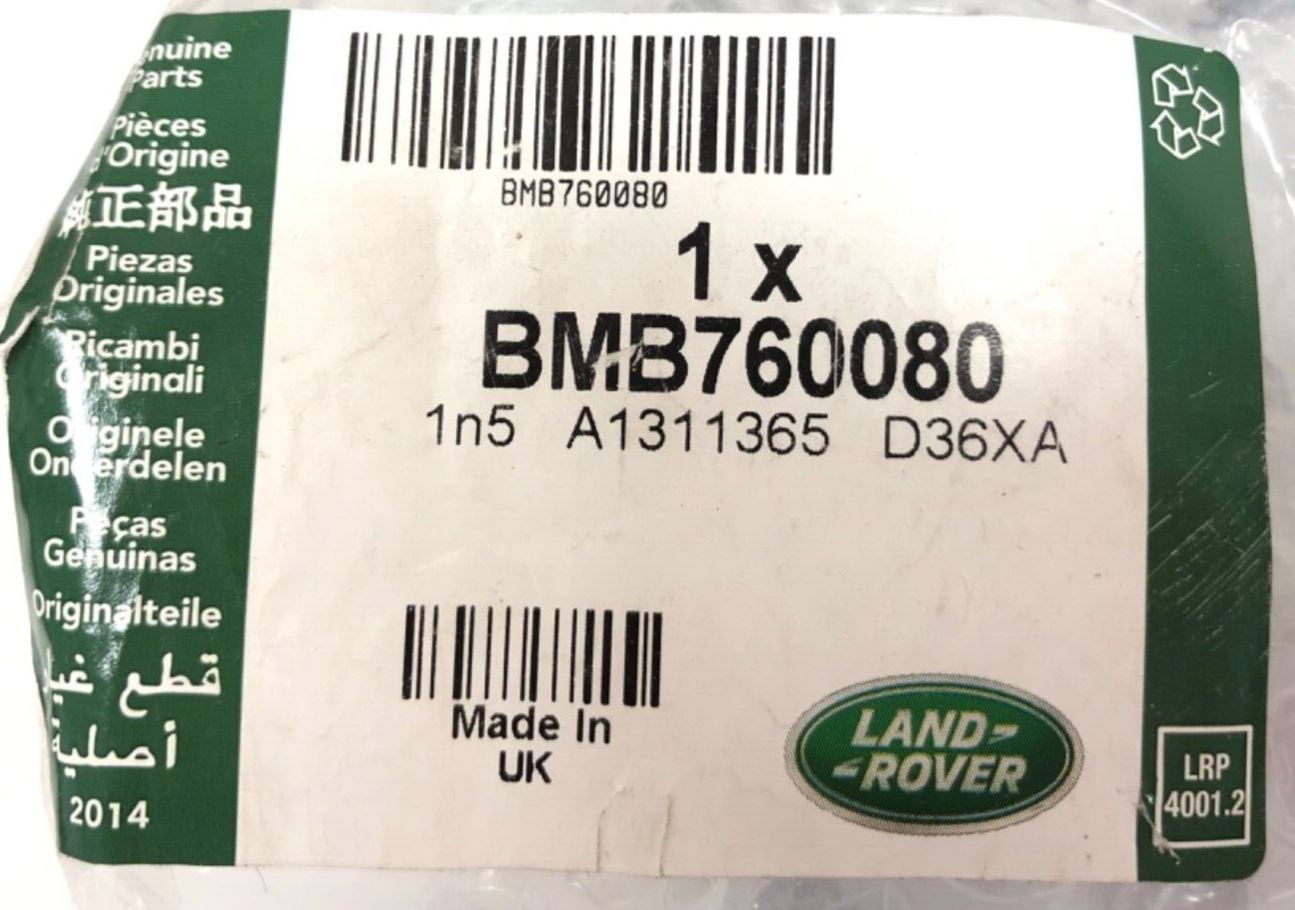 Genuine
Parts
Pièces
d'Origine
純正部品
Piezas
Originales
Ricambi
Originali
Originele
Onderdelen
Peças
Genuinas
Originalteile
قطع غيار
أصلية
2014
BMB760080
1 x
BMB760080
1n5 A1311365 D36XA
Made In
UK
LAND-
-ROVER
LRP
4001.2